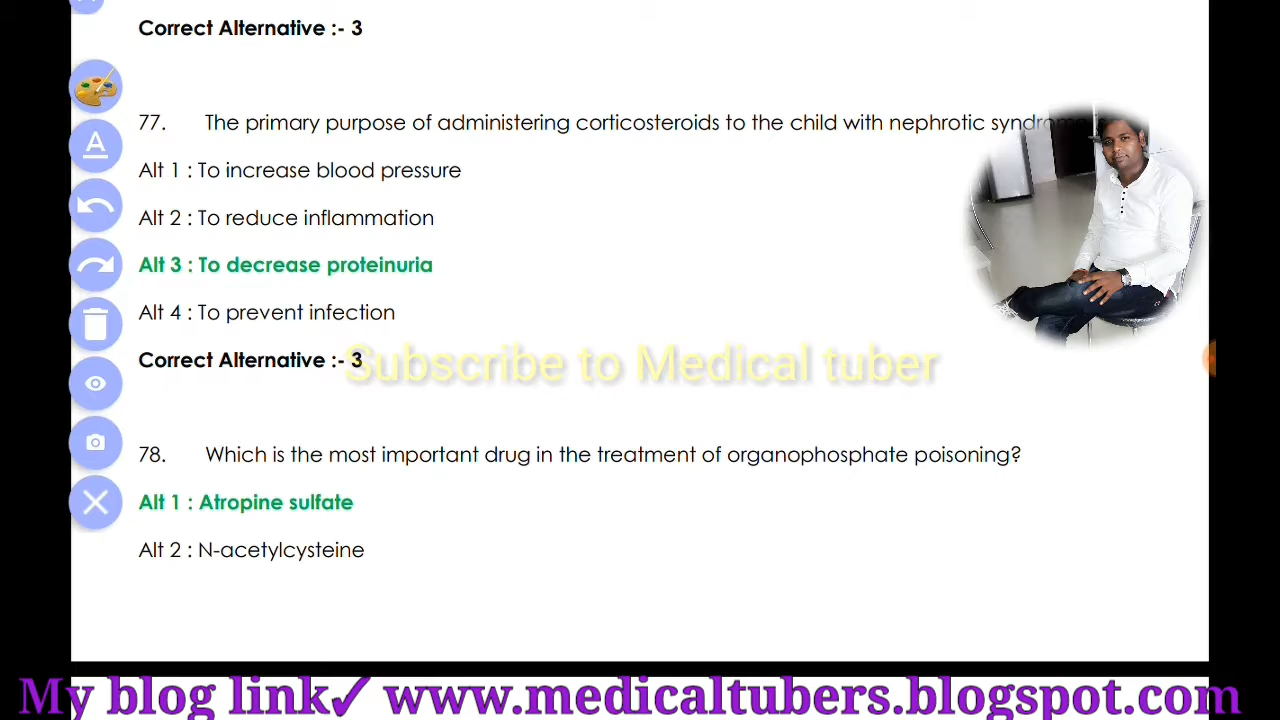 Correct Alternative :- 3
77. The primary purpose of administering corticosteroids to the child with nephrotic syndrome
Alt 1 : To increase blood pressure
Alt 2 : To reduce inflammation
Alt 3 : To decrease proteinuria
Alt 4 : To prevent infection
Correct Alternative :- 3
Subscribe to Medical tuber
78. Which is the most important drug in the treatment of organophosphate poisoning?
Alt 1 : Atropine sulfate
Alt 2 : N-acetylcysteine
My blog link✓ www.medicaltubers.blogspot.com